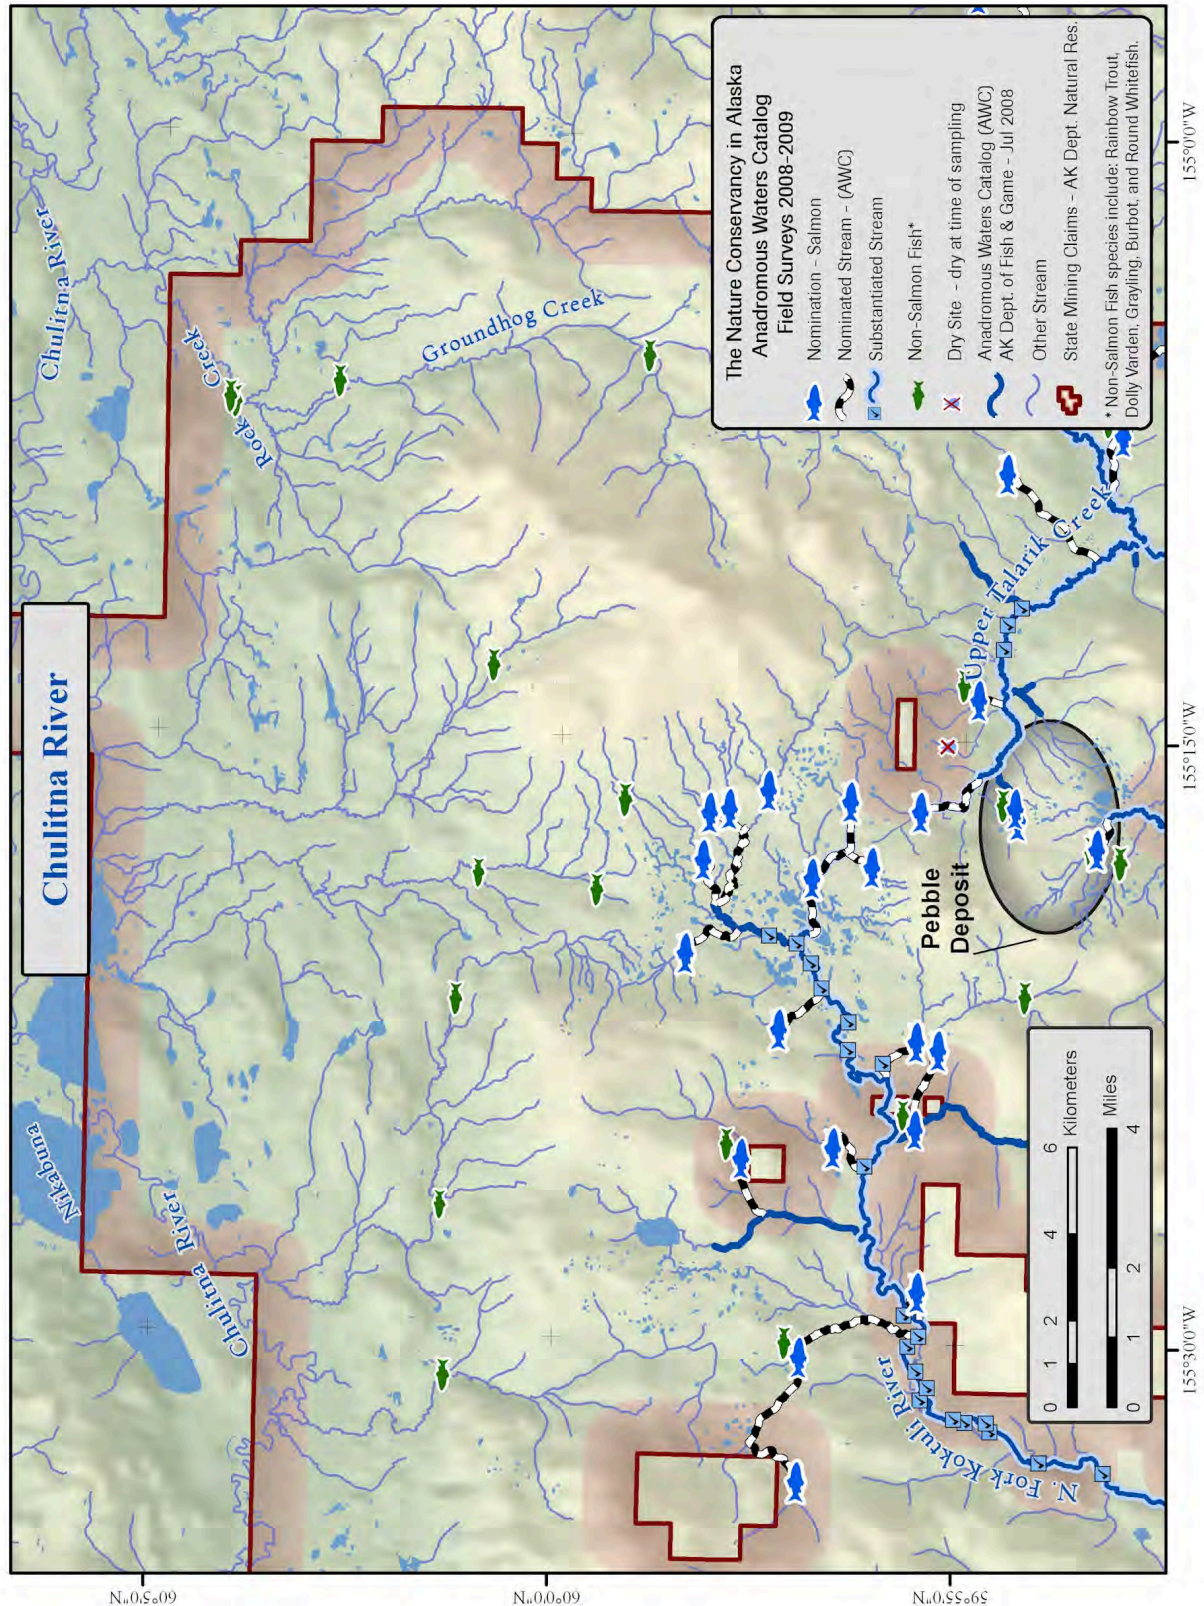 Chulitna River
Nikabuna
Chulitna River
Chulitna River
Rock Creek
Groundhog Creek
Upper Talarik Creek
N. Fork Koktuli River
Pebble
Deposit
The Nature Conservancy in Alaska
Anadromous Waters Catalog
Field Surveys 2008-2009
Nomination - Salmon
Nominated Stream - (AWC)
Substantiated Stream
Non-Salmon Fish*
Dry Site - dry at time of sampling
Anadromous Waters Catalog (AWC)
AK Dept. of Fish & Game - Jul 2008
Other Stream
State Mining Claims - AK Dept. Natural Res.
* Non-Salmon Fish species include: Rainbow Trout,
Dolly Varden, Grayling, Burbot, and Round Whitefish.
0 1 2 4 6
Kilometers
Miles
0 1 2 4
60°5'0"N
60°0'0"N
59°55'0"N
155°30'0"W
155°15'0"W
155°0'0"W